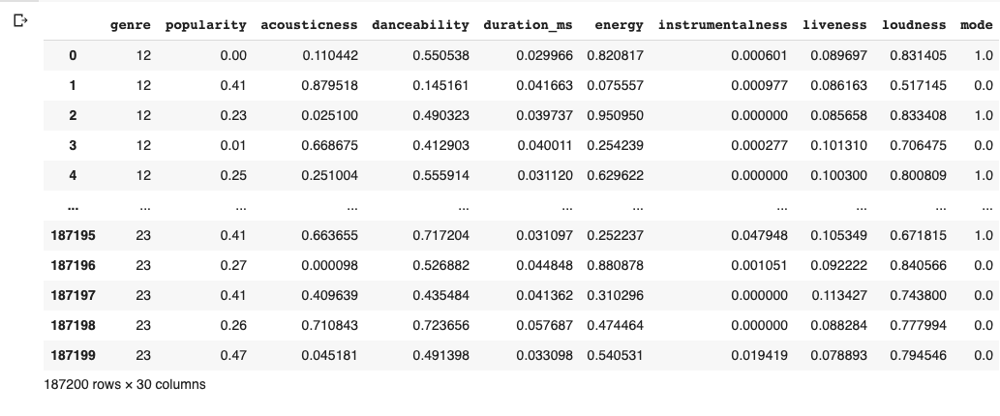 genre popularity acousticness danceability duration_ms energy instrumentalness liveness loudness mode
0 12 0.00 0.110442 0.550538 0.029966 0.820817 0.000601 0.089697 0.831405 1.0
1 12 0.41 0.879518 0.145161 0.041663 0.075557 0.000977 0.086163 0.517145 0.0
2 12 0.23 0.025100 0.490323 0.039737 0.950950 0.000000 0.085658 0.833408 1.0
3 12 0.01 0.668675 0.412903 0.040011 0.254239 0.000277 0.101310 0.706475 0.0
4 12 0.25 0.251004 0.555914 0.031120 0.629622 0.000000 0.100300 0.800809 1.0
... ... ... ... ... ... ... ... ... ... ...
187195 23 0.41 0.663655 0.717204 0.031097 0.252237 0.047948 0.105349 0.671815 1.0
187196 23 0.27 0.000098 0.526882 0.044848 0.880878 0.001051 0.092222 0.840566 0.0
187197 23 0.41 0.409639 0.435484 0.041362 0.310296 0.000000 0.113427 0.743800 0.0
187198 23 0.26 0.710843 0.723656 0.057687 0.474464 0.000000 0.088284 0.777994 0.0
187199 23 0.47 0.045181 0.491398 0.033098 0.540531 0.019419 0.078893 0.794546 0.0
187200 rows × 30 columns